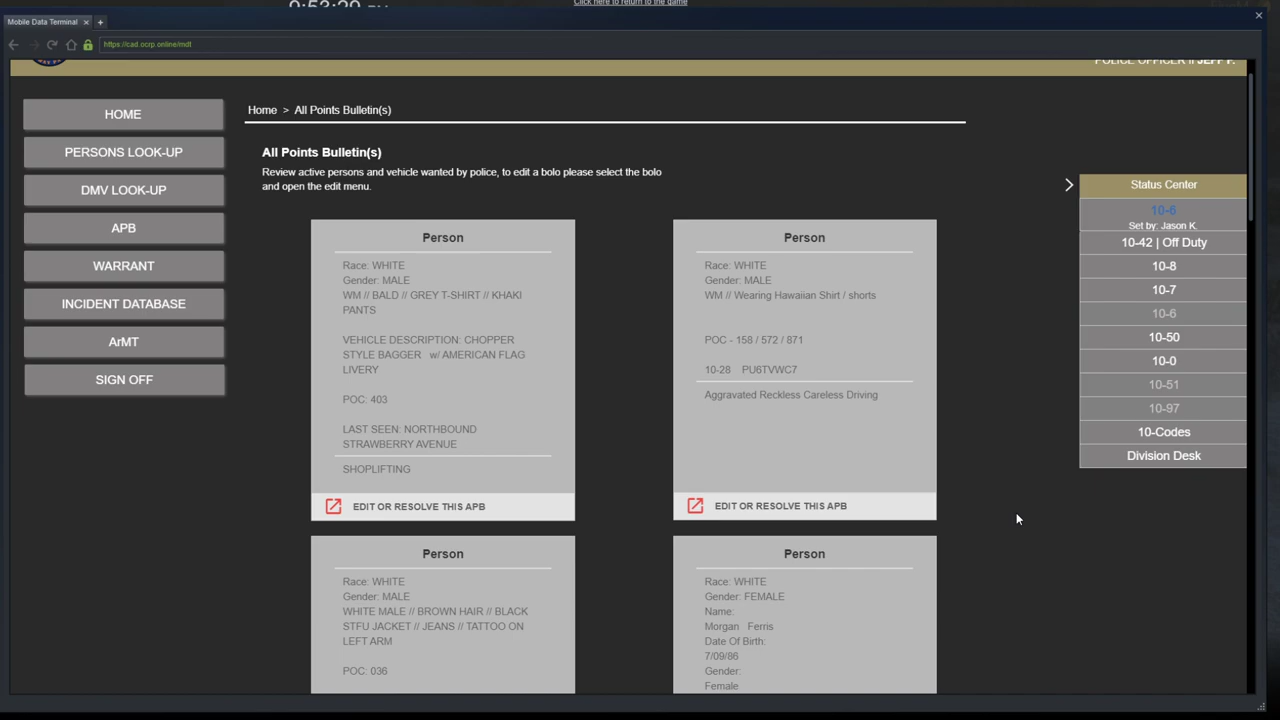 9:53:29 PM
Click here to return to the game
Mobile Data Terminal
https://cad.ocrp.online/mdt
POLICE OFFICER II JEFF F.
HOME
PERSONS LOOK-UP
DMV LOOK-UP
APB
WARRANT
INCIDENT DATABASE
ArMT
SIGN OFF
Home > All Points Bulletin(s)
All Points Bulletin(s)
Review active persons and vehicle wanted by police, to edit a bolo please select the bolo
and open the edit menu.
Person
Race: WHITE
Gender: MALE
WM // BALD // GREY T-SHIRT // KHAKI
PANTS
VEHICLE DESCRIPTION: CHOPPER
STYLE BAGGER w/ AMERICAN FLAG
LIVERY
POC: 403
LAST SEEN: NORTHBOUND
STRAWBERRY AVENUE
SHOPLIFTING
EDIT OR RESOLVE THIS APB
Person
Race: WHITE
Gender: MALE
WM // Wearing Hawaiian Shirt / shorts
POC - 158 / 572 / 871
10-28 PU6TVWC7
Aggravated Reckless Careless Driving
EDIT OR RESOLVE THIS APB
Person
Race: WHITE
Gender: MALE
WHITE MALE // BROWN HAIR // BLACK
STFU JACKET // JEANS // TATTOO ON
LEFT ARM
POC: 036
Person
Race: WHITE
Gender: FEMALE
Name:
Morgan Ferris
Date Of Birth:
7/09/86
Gender:
Female
Status Center
10-6
Set by: Jason K.
10-42 | Off Duty
10-8
10-7
10-6
10-50
10-0
10-51
10-97
10-Codes
Division Desk